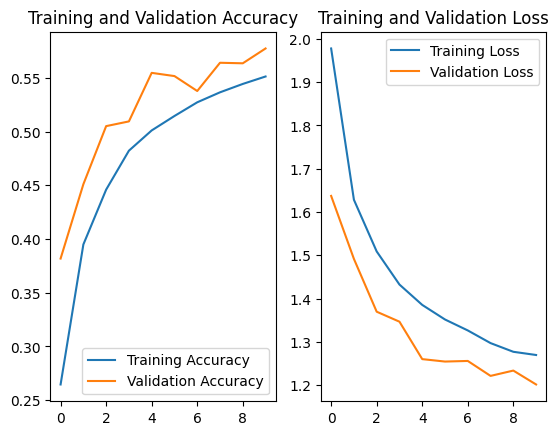 Training and Validation Accuracy
0.55
0.50
0.45
0.40
0.35
0.30
0.25
Training Accuracy
Validation Accuracy
0 2 4 6 8
Training and Validation Loss
2.0
1.9
1.8
1.7
1.6
1.5
1.4
1.3
1.2
Training Loss
Validation Loss
0 2 4 6 8